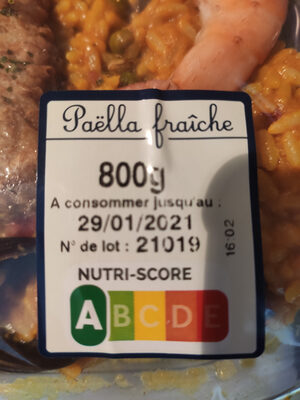 Paëlla fraîche
800g
A consommer jusqu'au :
29/01/2021
N° de lot : 21019
16:02
NUTRI-SCORE
A B C D E